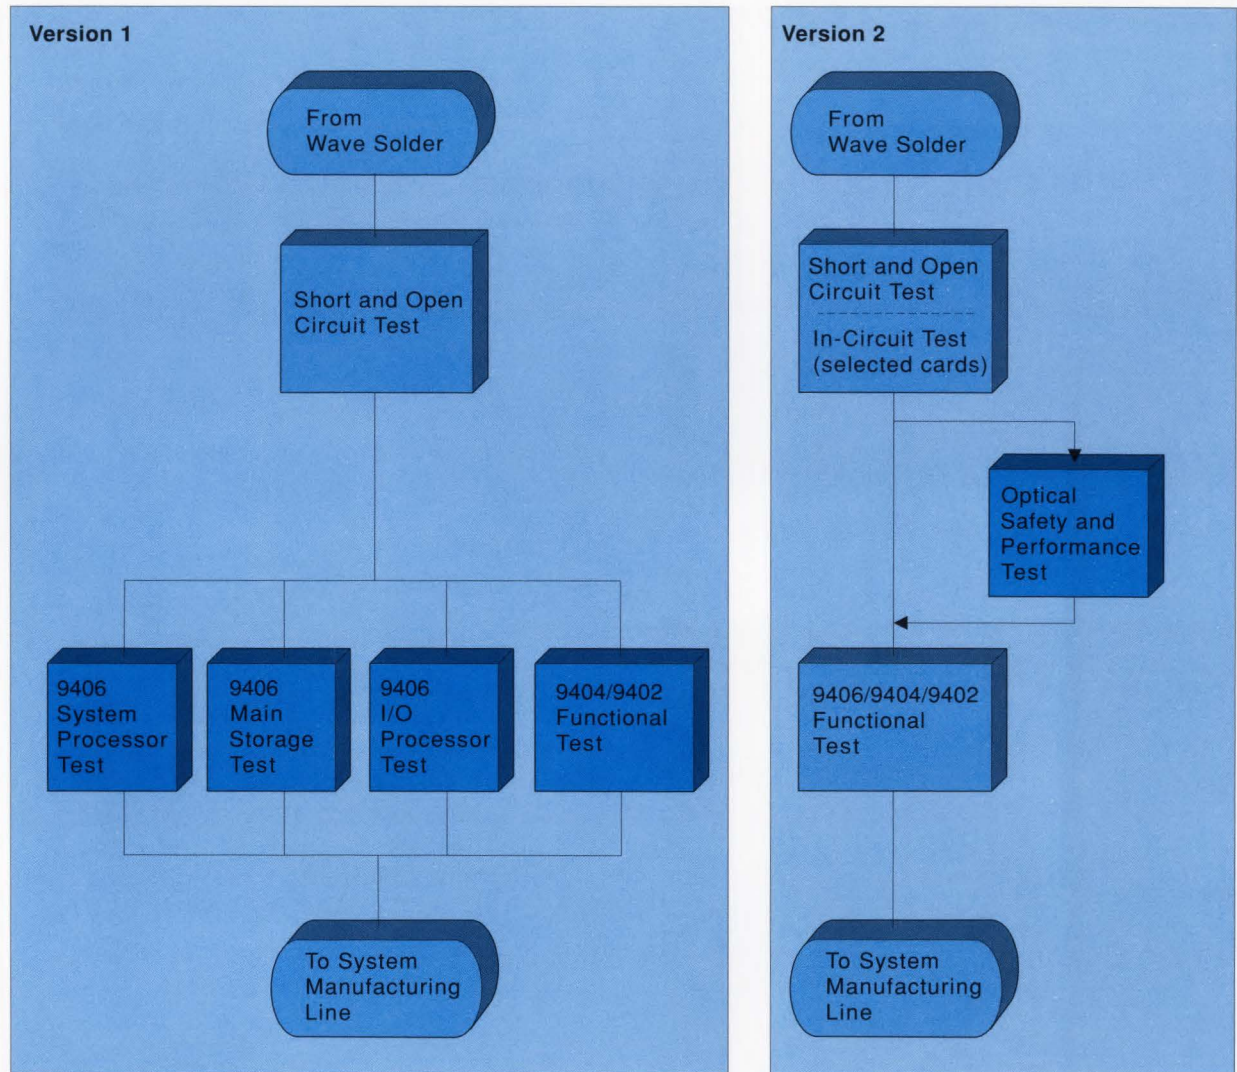 Version 1
From
Wave Solder
Short and Open
Circuit Test
9406
System
Processor
Test
9406
Main
Storage
Test
9406
I/O
Processor
Test
9404/9402
Functional
Test
To System
Manufacturing
Line
Version 2
From
Wave Solder
Short and Open
Circuit Test
In-Circuit Test
(selected cards)
Optical
Safety and
Performance
Test
9406/9404/9402
Functional
Test
To System
Manufacturing
Line